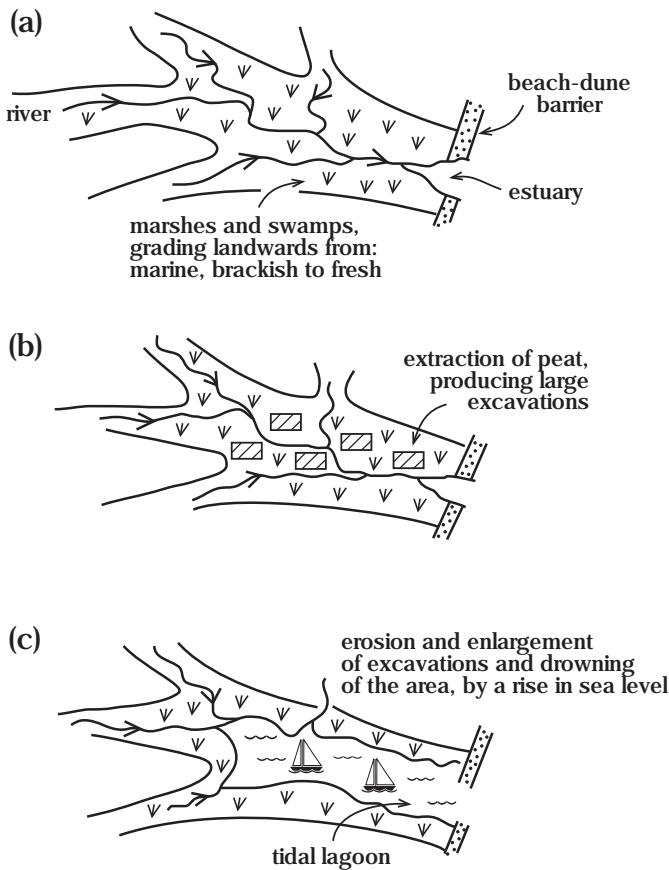 (a)
river
beach-dune
barrier
estuary
marshes and swamps,
grading landwards from:
marine, brackish to fresh
(b)
extraction of peat,
producing large
excavations
(c)
erosion and enlargement
of excavations and drowning
of the area, by a rise in sea level
tidal lagoon